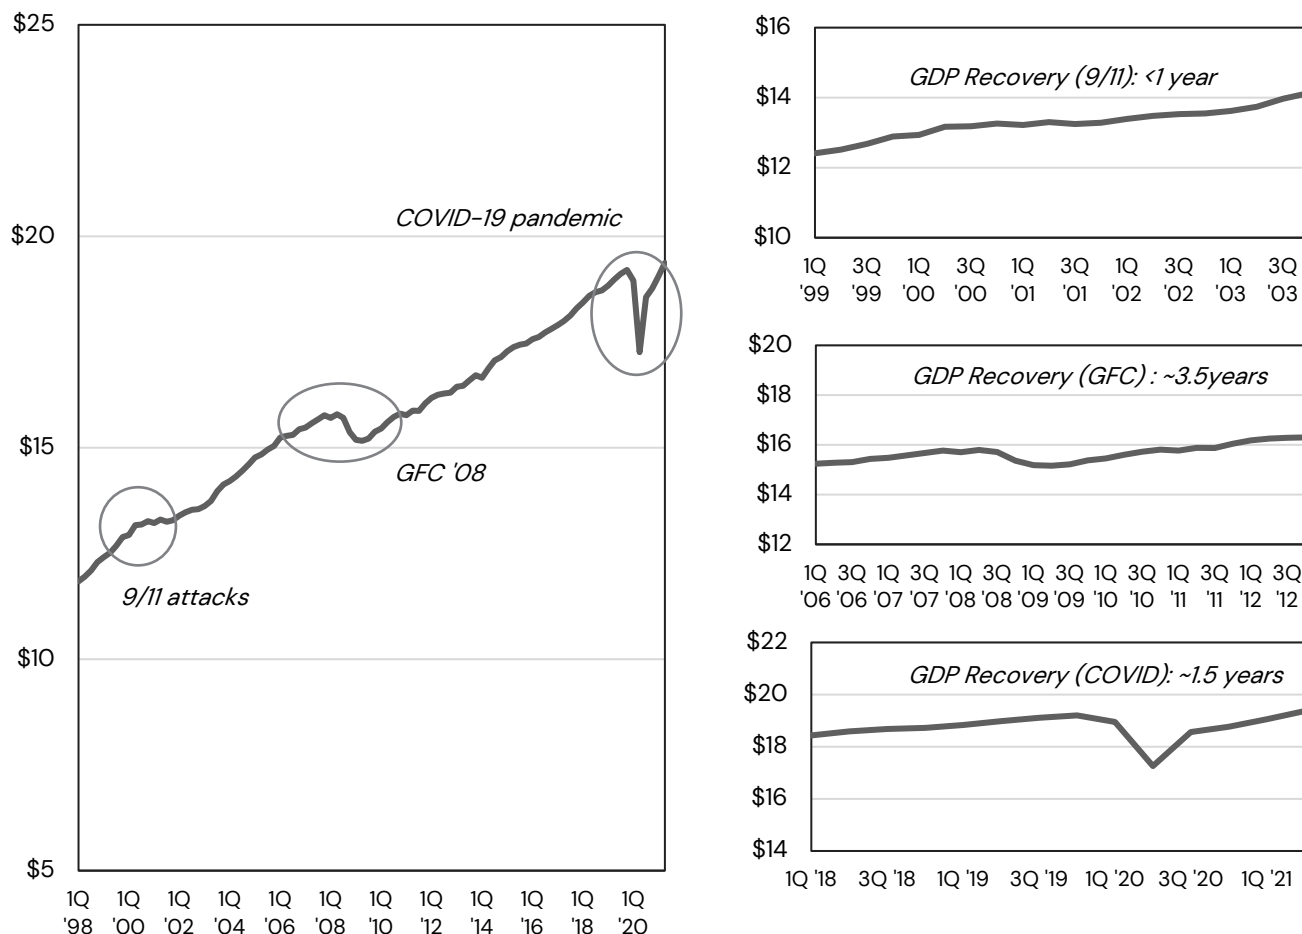 $25
$20
$15
$10
$5
COVID-19 pandemic
GFC '08
9/11 attacks
1Q 1Q 1Q 1Q 1Q 1Q 1Q 1Q 1Q 1Q 1Q 1Q
'98 '00 '02 '04 '06 '08 '10 '12 '14 '16 '18 '20
$16
GDP Recovery (9/11): <1 year
$14
$12
$10
1Q 3Q 1Q 3Q 1Q 3Q 1Q 3Q 1Q 3Q
'99 '99 '00 '00 '01 '01 '02 '02 '03 '03
$20
GDP Recovery (GFC) : ~3.5years
$18
$16
$14
$12
1Q 3Q 1Q 3Q 1Q 3Q 1Q 3Q 1Q 3Q 1Q 3Q 1Q 3Q
'06 '06 '07 '07 '08 '08 '09 '09 '10 '10 '11 '11 '12 '12
$22
GDP Recovery (COVID): ~1.5 years
$20
$18
$16
$14
1Q '18 3Q '18 1Q '19 3Q '19 1Q '20 3Q '20 1Q '21